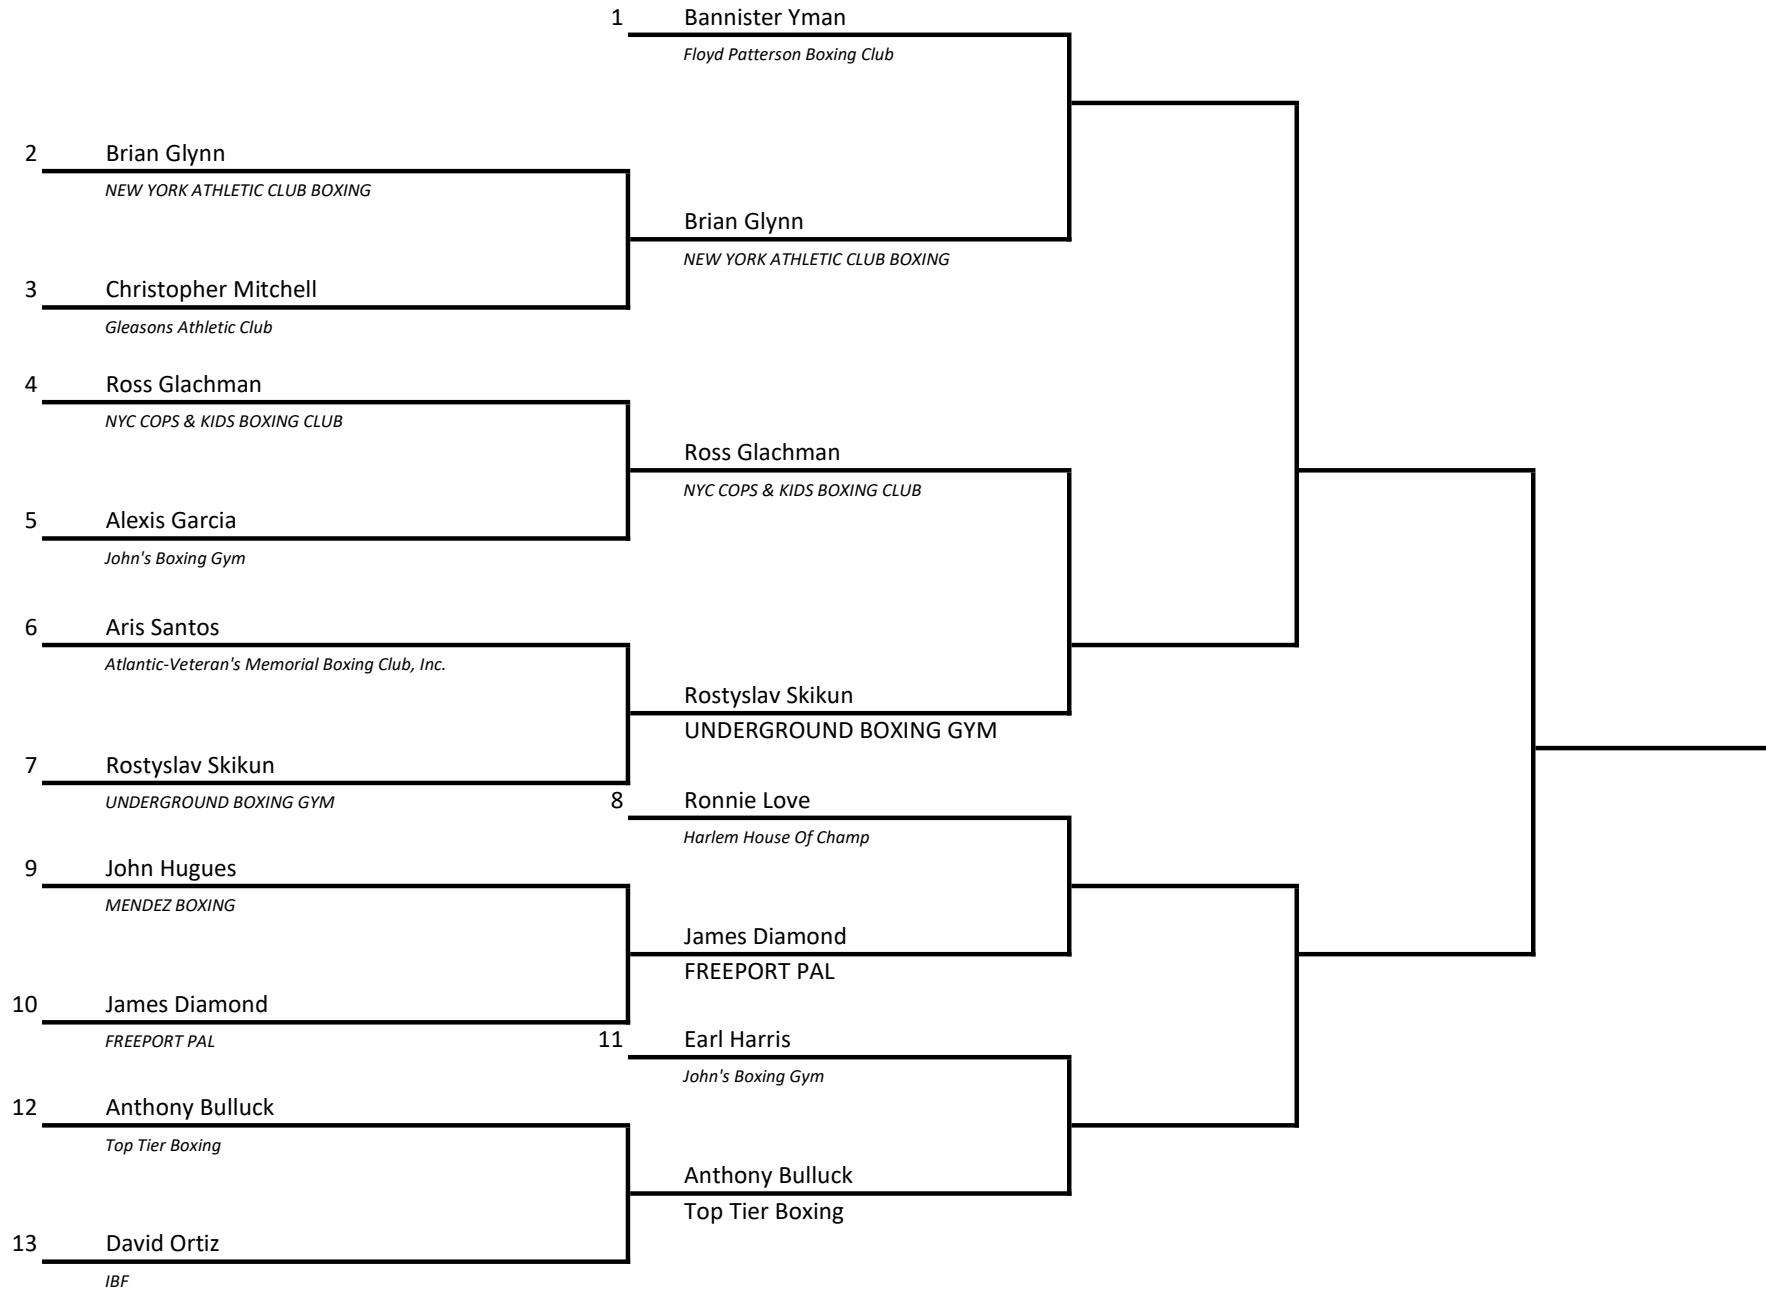 1 Bannister Yman
Floyd Patterson Boxing Club
2 Brian Glynn
NEW YORK ATHLETIC CLUB BOXING
Brian Glynn
NEW YORK ATHLETIC CLUB BOXING
3 Christopher Mitchell
Gleasons Athletic Club
4 Ross Glachman
NYC COPS & KIDS BOXING CLUB
Ross Glachman
NYC COPS & KIDS BOXING CLUB
5 Alexis Garcia
John's Boxing Gym
6 Aris Santos
Atlantic-Veteran's Memorial Boxing Club, Inc.
Rostyslav Skikun
UNDERGROUND BOXING GYM
7 Rostyslav Skikun
UNDERGROUND BOXING GYM
8 Ronnie Love
Harlem House Of Champ
9 John Hugues
MENDEZ BOXING
James Diamond
FREEPORT PAL
10 James Diamond
FREEPORT PAL
11 Earl Harris
John's Boxing Gym
12 Anthony Bulluck
Top Tier Boxing
Anthony Bulluck
Top Tier Boxing
13 David Ortiz
IBF